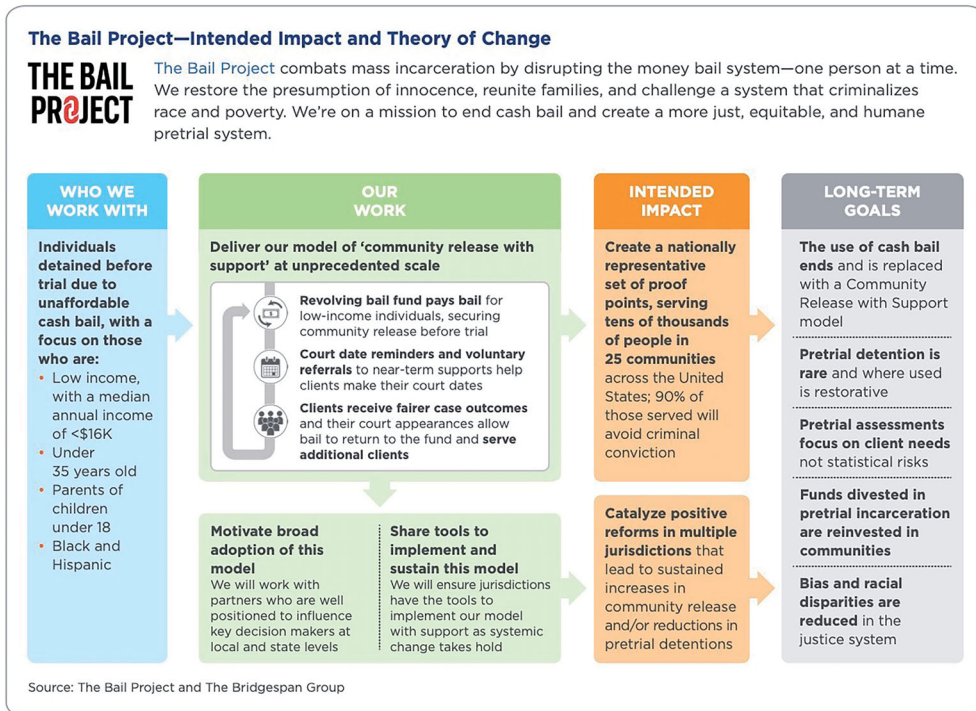 The Bail Project—Intended Impact and Theory of Change
THE BAIL
PROJECT
The Bail Project combats mass incarceration by disrupting the money bail system—one person at a time.
We restore the presumption of innocence, reunite families, and challenge a system that criminalizes
race and poverty. We're on a mission to end cash bail and create a more just, equitable, and humane
pretrial system.
WHO WE
WORK WITH
Individuals
detained before
trial due to
unaffordable
cash bail, with a
focus on those
who are:
• Low income,
with a median
annual income
of <$16K
• Under
35 years old
• Parents of
children
under 18
• Black and
Hispanic
OUR
WORK
Deliver our model of 'community release with
support' at unprecedented scale
Revolving bail fund pays bail for
low-income individuals, securing
community release before trial
Court date reminders and voluntary
referrals to near-term supports help
clients make their court dates
Clients receive fairer case outcomes
and their court appearances allow
bail to return to the fund and serve
additional clients
Motivate broad
adoption of this
model
We will work with
partners who are well
positioned to influence
key decision makers at
local and state levels
Share tools to
implement and
sustain this model
We will ensure jurisdictions
have the tools to
implement our model
with support as systemic
change takes hold
INTENDED
IMPACT
Create a nationally
representative
set of proof
points, serving
tens of thousands
of people in
25 communities
across the United
States; 90% of
those served will
avoid criminal
conviction
Catalyze positive
reforms in multiple
jurisdictions that
lead to sustained
increases in
community release
and/or reductions in
pretrial detentions
LONG-TERM
GOALS
The use of cash bail
ends and is replaced
with a Community
Release with Support
model
Pretrial detention is
rare and where used
is restorative
Pretrial assessments
focus on client needs
not statistical risks
Funds divested in
pretrial incarceration
are reinvested in
communities
Bias and racial
disparities are
reduced in the
justice system
Source: The Bail Project and The Bridgespan Group